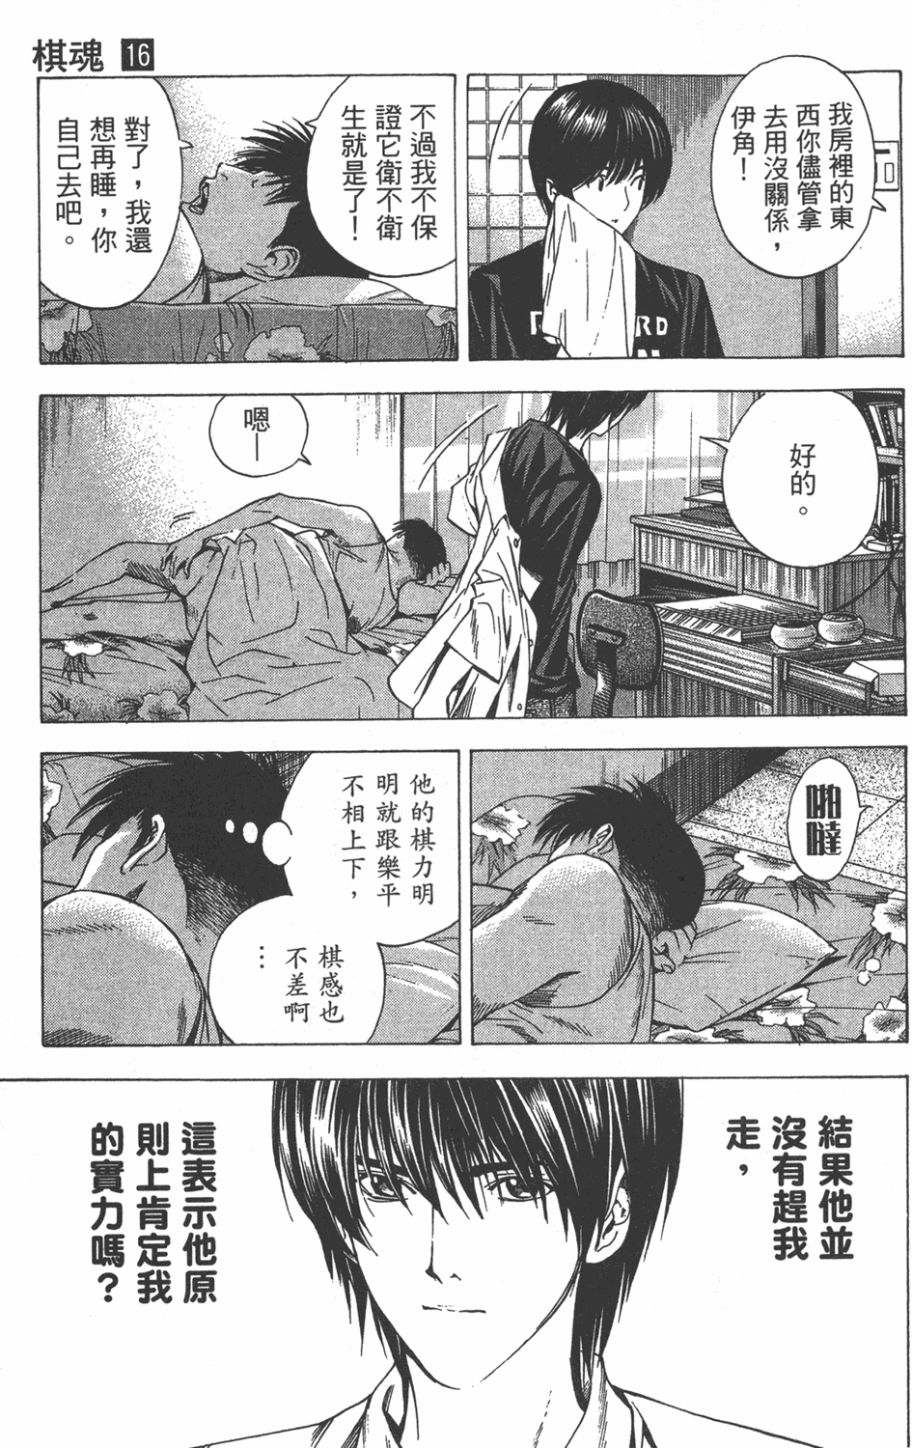 棋魂 16
我房裡的東
西你儘管拿
去用沒關係,
伊角!
不過我不保
證它衛不衛
生就是了!
對了,我還
想再睡,你
自己去吧。
好的。
嗯—
啪噠
他的棋力明
明就跟樂平
不相上下,
棋感也
不差啊
…
結果他並
沒有趕我
走,
這表示他原
則上肯定我
的實力嗎?